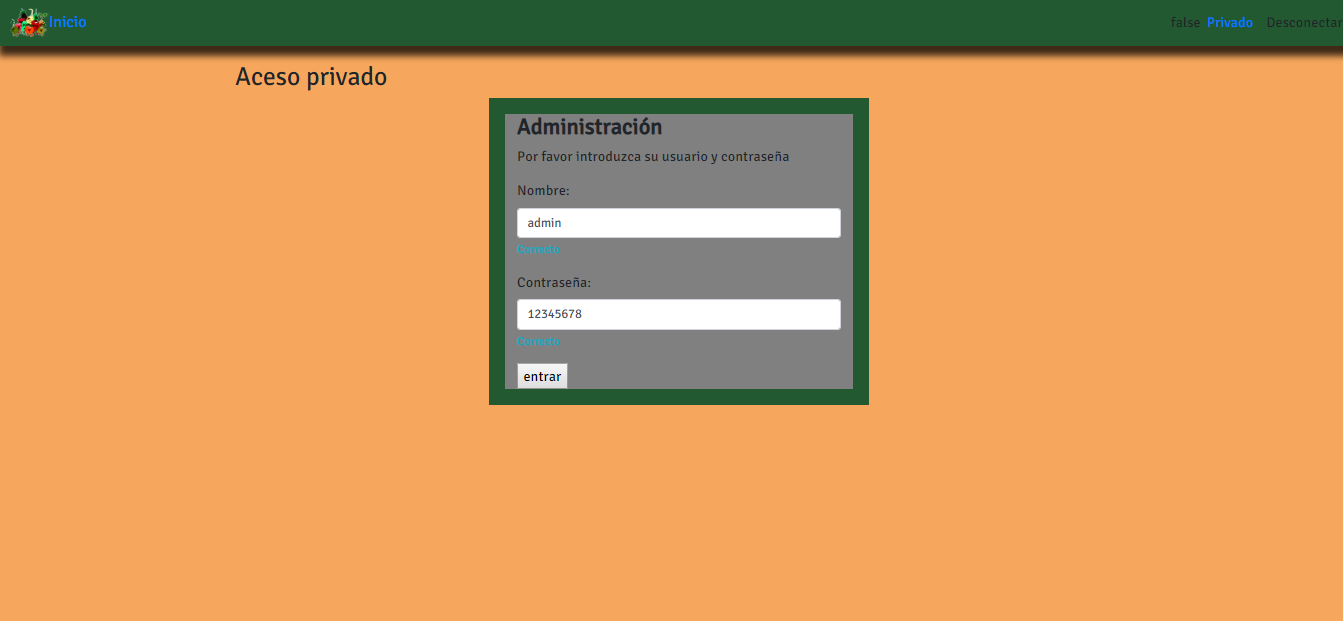 Inicio
false Privado Desconectar
Aceso privado
Administración
Por favor introduzca su usuario y contraseña
Nombre:
admin
Correcto
Contraseña:
12345678
Correcto
entrar